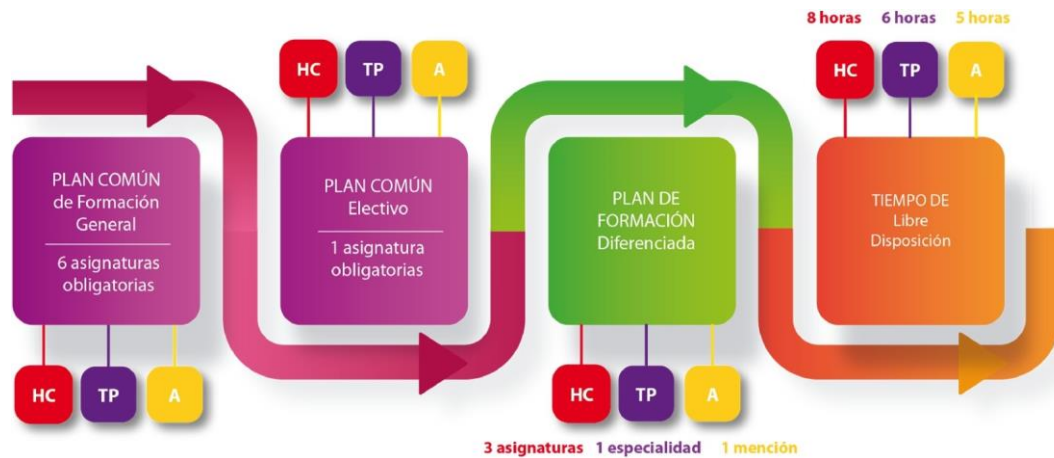 PLAN COMÚN
de Formación
General
6 asignaturas
obligatorias
HC
TP
A
HC
TP
A
PLAN COMÚN
Electivo
1 asignatura
obligatorias
PLAN DE
FORMACIÓN
Diferenciada
HC
TP
A
3 asignaturas 1 especialidad 1 mención
8 horas 6 horas 5 horas
HC
TP
A
TIEMPO DE
Libre
Disposición